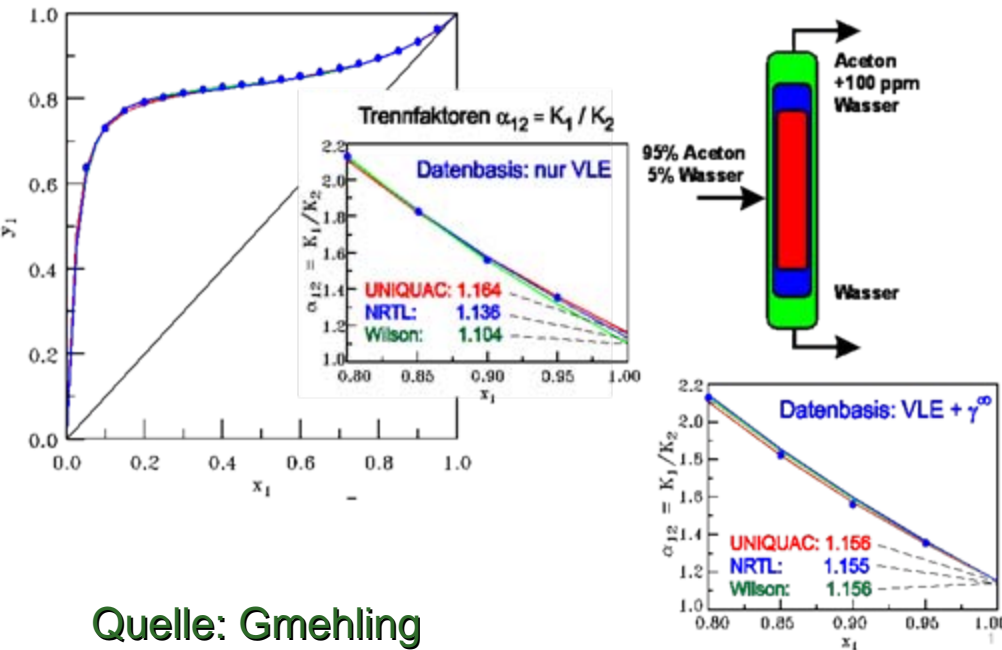 1.0
0.8
0.6
0.4
0.2
0.0
y₁
0.0 0.2 0.4 0.6 0.8 1.0
x₁
Trennfaktoren α₁₂ = K₁ / K₂
Datenbasis: nur VLE
2.2
2.0
1.8
1.6
1.4
1.2
1.0
α₁₂ = K₁/K₂
UNIQUAC: 1.164
NRTL: 1.136
Wilson: 1.104
0.80 0.85 0.90 0.95 1.00
x₁
Aceton
+100 ppm
Wasser
95% Aceton
5% Wasser
Wasser
Datenbasis: VLE + γ∞
2.2
2.0
1.8
1.6
1.4
1.2
1.0
α₁₂ = K₁/K₂
UNIQUAC: 1.156
NRTL: 1.155
Wilson: 1.156
0.80 0.85 0.90 0.95 1.00
x₁
1
Quelle: Gmehling